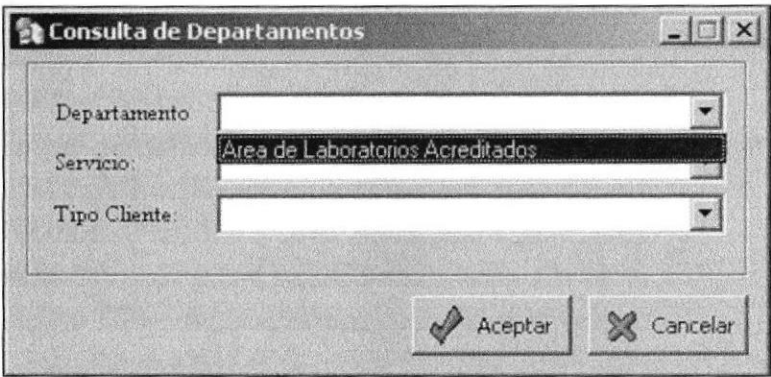 Consulta de Departamentos
Departamento
Area de Laboratorios Acreditados
Servicio:
Tipo Cliente:
Aceptar Cancelar